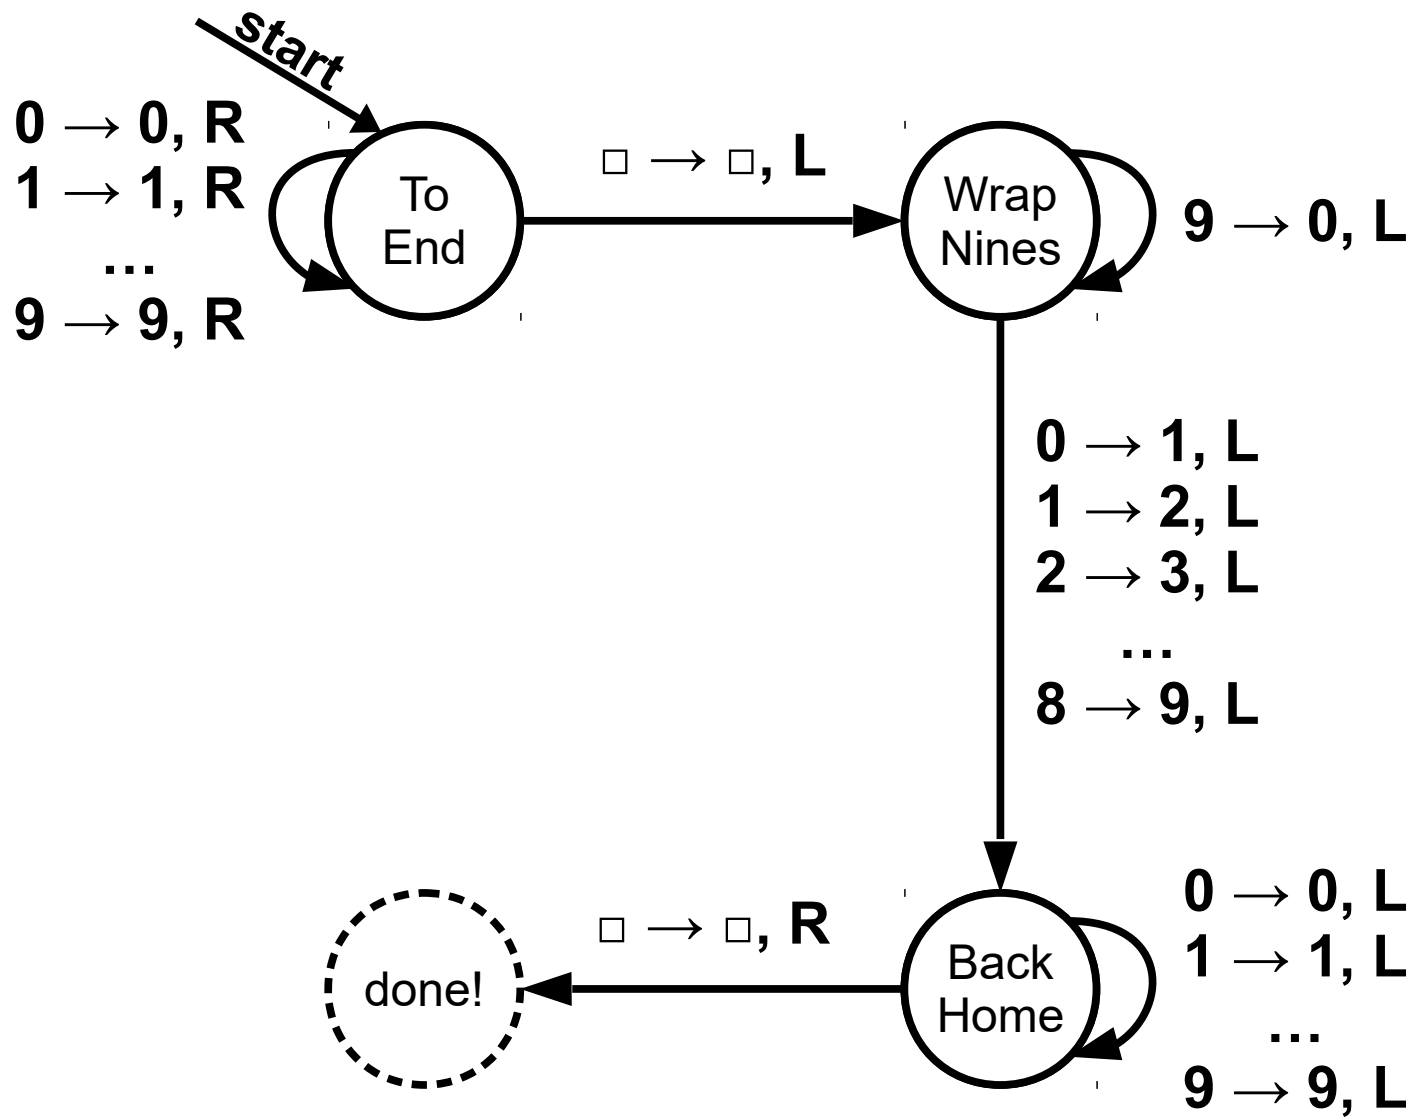 start
0 → 0, R
1 → 1, R
...
9 → 9, R
To
End
□ → □, L
Wrap
Nines
9 → 0, L
0 → 1, L
1 → 2, L
2 → 3, L
...
8 → 9, L
done!
□ → □, R
Back
Home
0 → 0, L
1 → 1, L
...
9 → 9, L